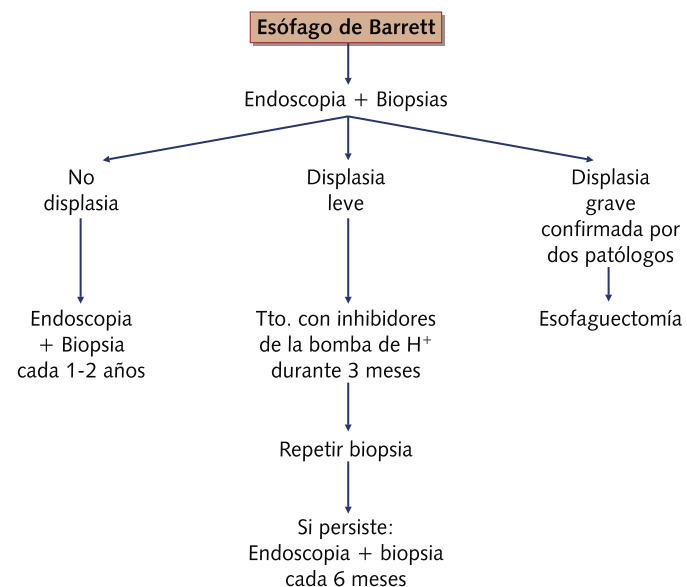 Esófago de Barrett
Endoscopia + Biopsias
No
displasia
Displasia
leve
Displasia
grave
confirmada por
dos patólogos
Endoscopia
+ Biopsia
cada 1-2 años
Tto. con inhibidores
de la bomba de H⁺
durante 3 meses
Esofaguectomía
Repetir biopsia
Si persiste:
Endoscopia + biopsia
cada 6 meses